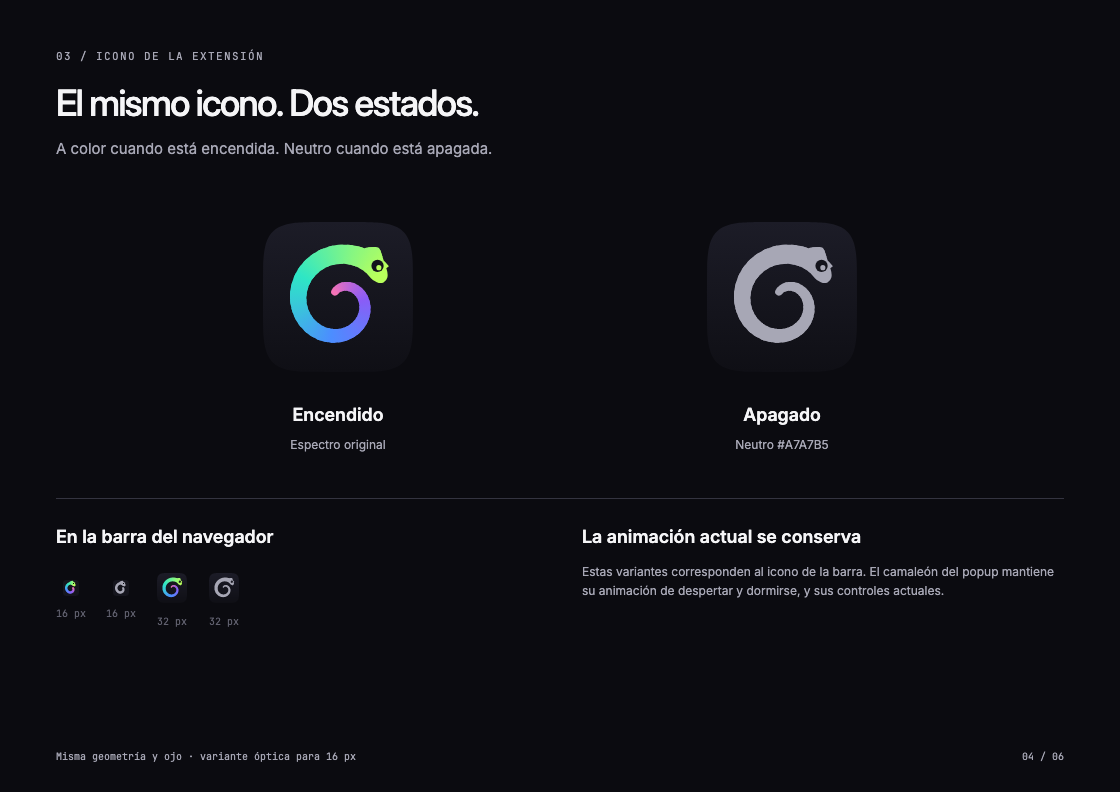 03 / ICONO DE LA EXTENSIÓN
El mismo icono. Dos estados.
A color cuando está encendida. Neutro cuando está apagada.
Encendido
Espectro original
Apagado
Neutro #A7A7B5
En la barra del navegador
16 px
16 px
32 px
32 px
La animación actual se conserva
Estas variantes corresponden al icono de la barra. El camaleón del popup mantiene
su animación de despertar y dormirse, y sus controles actuales.
Misma geometría y ojo · variante óptica para 16 px
04 / 06